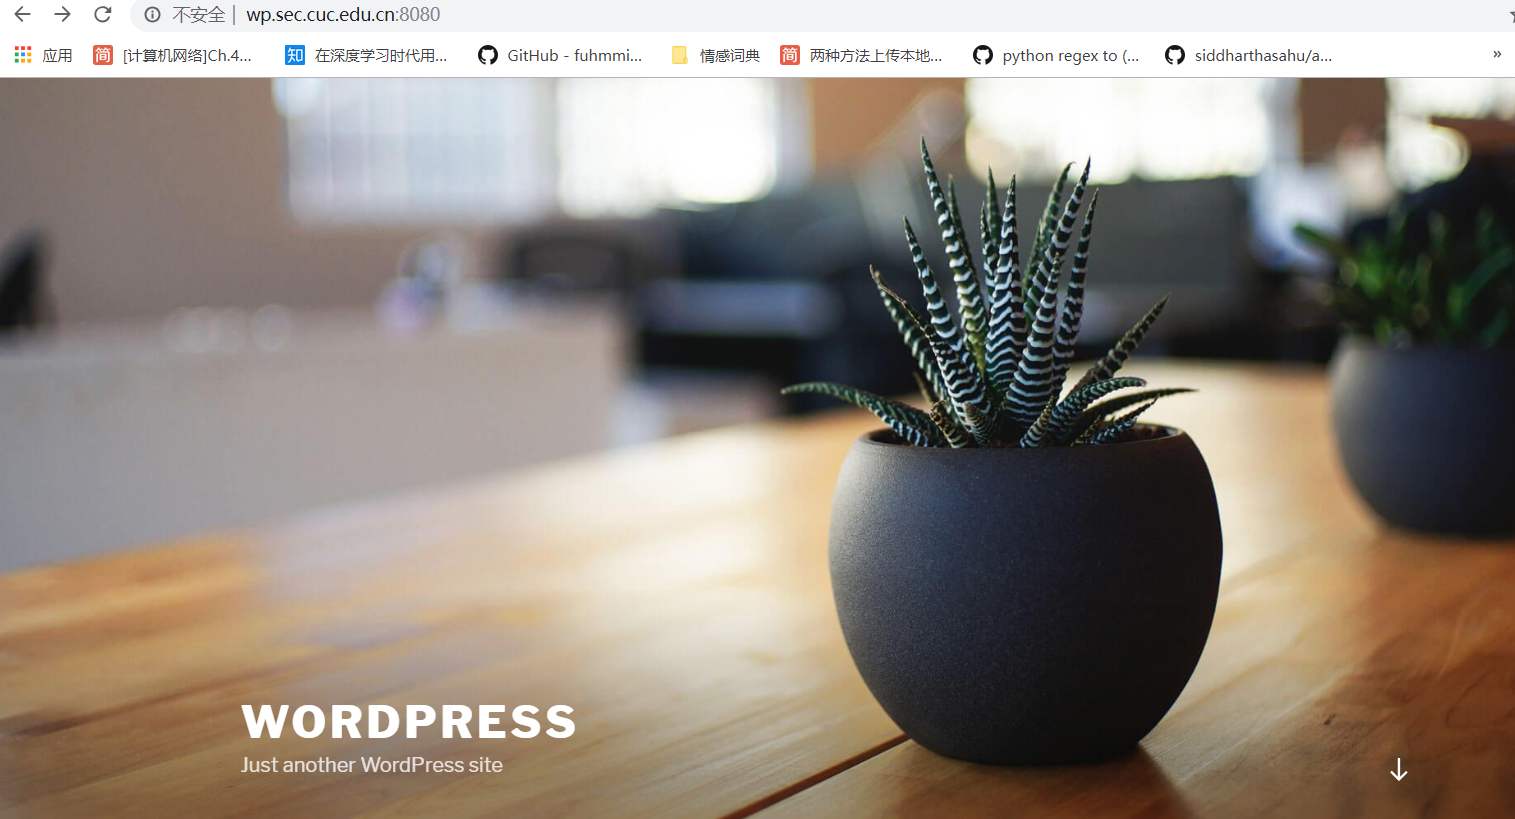 不安全 | wp.sec.cuc.edu.cn:8080
应用 简 [计算机网络]Ch.4... 知 在深度学习时代用... GitHub - fuhmmi... 情感词典 简 两种方法上传本地... python regex to (... siddharthasahu/a... »
WORDPRESS
Just another WordPress site